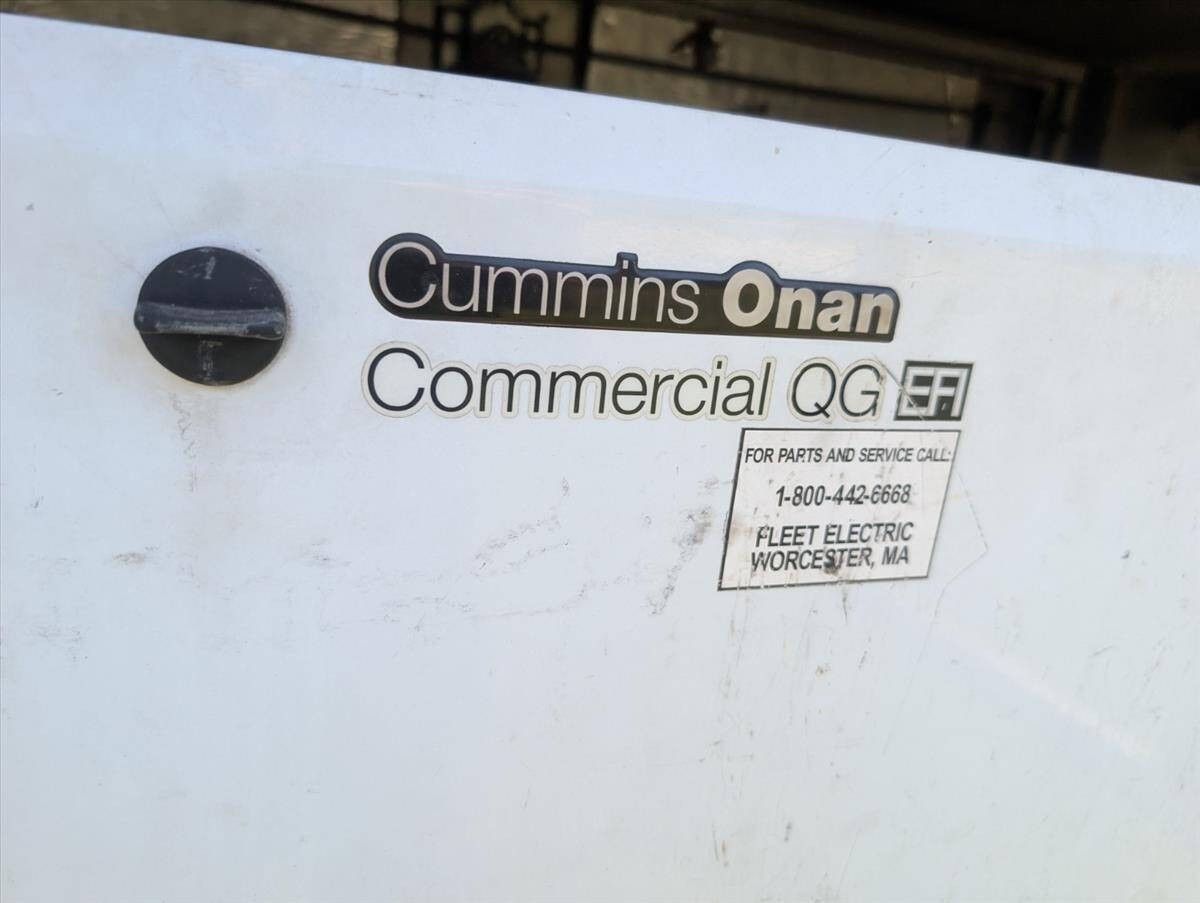 Cummins Onan
Commercial QG EFI
FOR PARTS AND SERVICE CALL:
1-800-442-6668
FLEET ELECTRIC
WORCESTER, MA